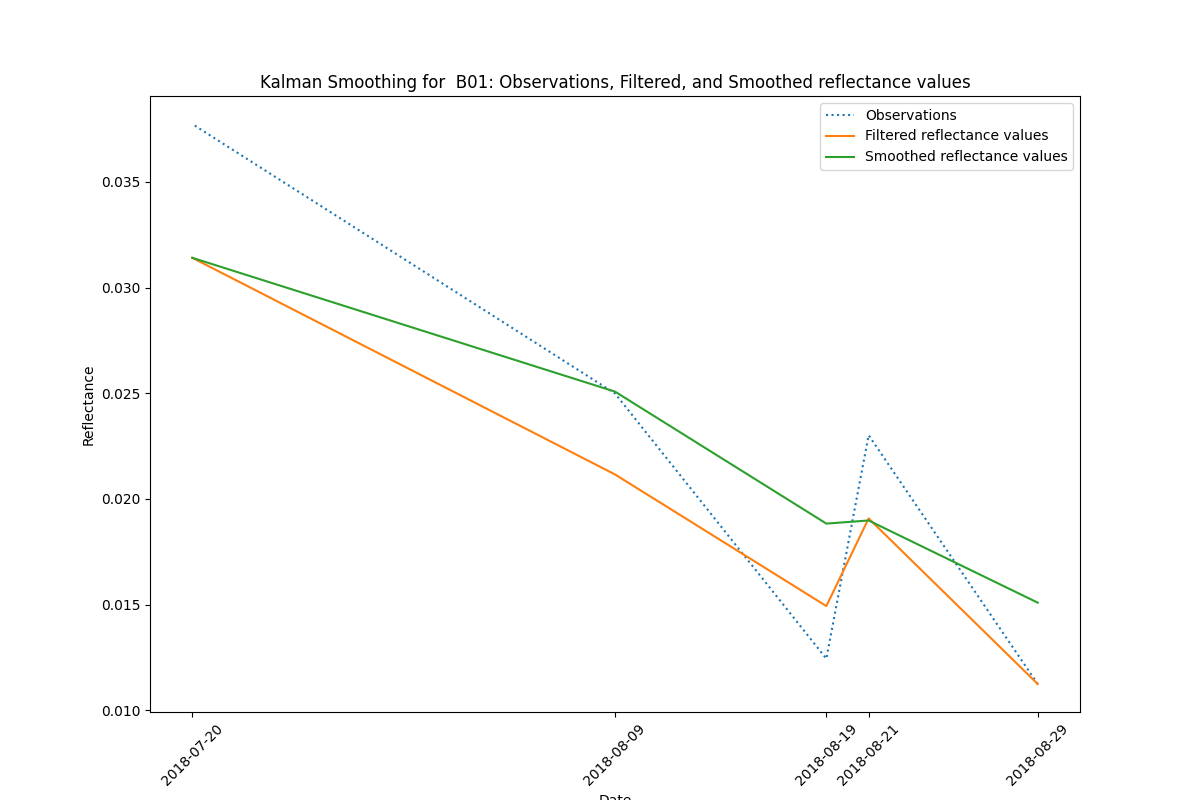 Kalman Smoothing for  B01: Observations, Filtered, and Smoothed reflectance values
Observations
Filtered reflectance values
Smoothed reflectance values
0.035
0.030
0.025
0.020
0.015
0.010
Reflectance
2018-07-20
2018-08-09
2018-08-19
2018-08-21
2018-08-29
Date